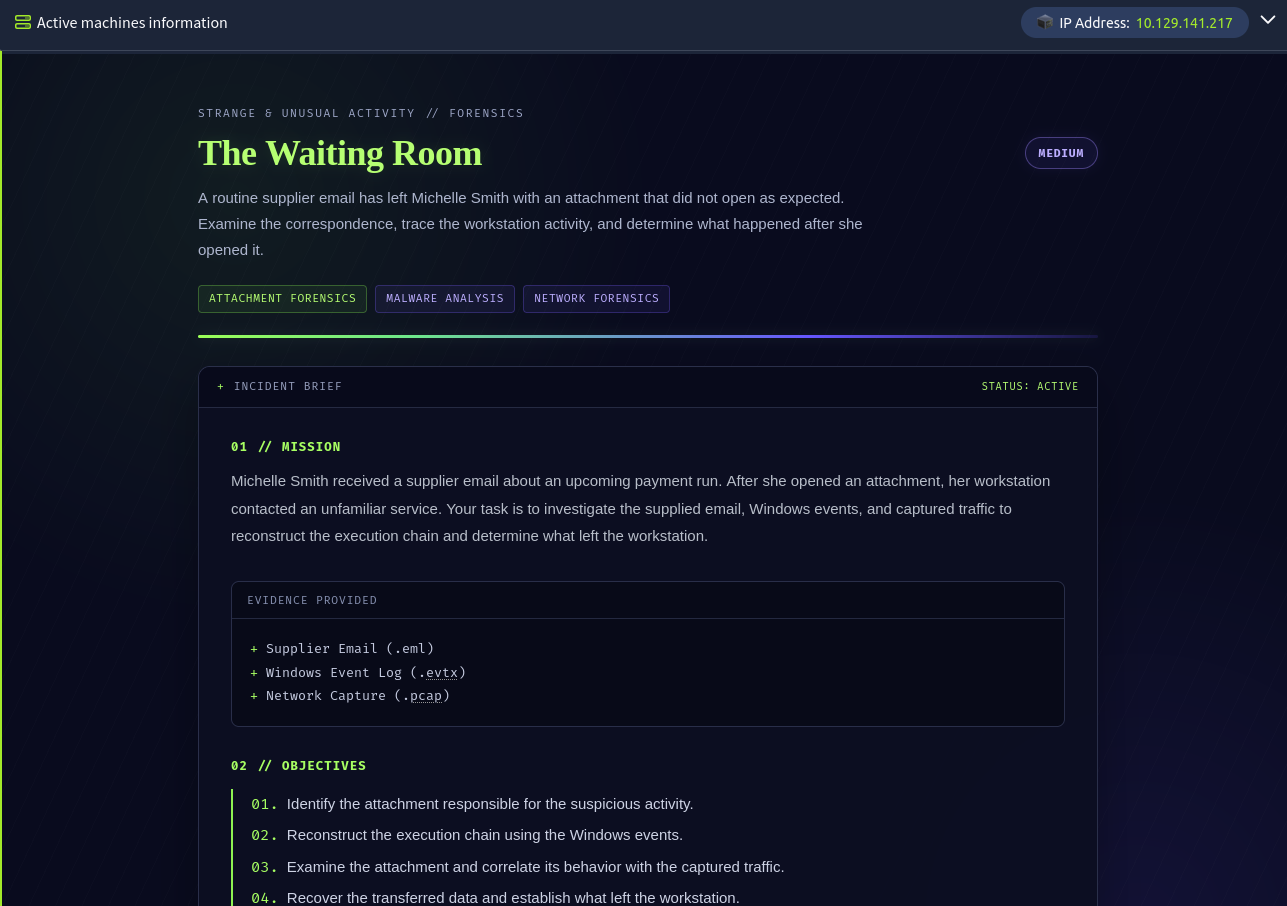 Active machines information
IP Address: 10.129.141.217
STRANGE & UNUSUAL ACTIVITY // FORENSICS
The Waiting Room
MEDIUM
A routine supplier email has left Michelle Smith with an attachment that did not open as expected.
Examine the correspondence, trace the workstation activity, and determine what happened after she
opened it.
ATTACHMENT FORENSICS
MALWARE ANALYSIS
NETWORK FORENSICS
+ INCIDENT BRIEF
STATUS: ACTIVE
01 // MISSION
Michelle Smith received a supplier email about an upcoming payment run. After she opened an attachment, her workstation
contacted an unfamiliar service. Your task is to investigate the supplied email, Windows events, and captured traffic to
reconstruct the execution chain and determine what left the workstation.
EVIDENCE PROVIDED
+ Supplier Email (.eml)
+ Windows Event Log (.evtx)
+ Network Capture (.pcap)
02 // OBJECTIVES
01. Identify the attachment responsible for the suspicious activity.
02. Reconstruct the execution chain using the Windows events.
03. Examine the attachment and correlate its behavior with the captured traffic.
04. Recover the transferred data and establish what left the workstation.